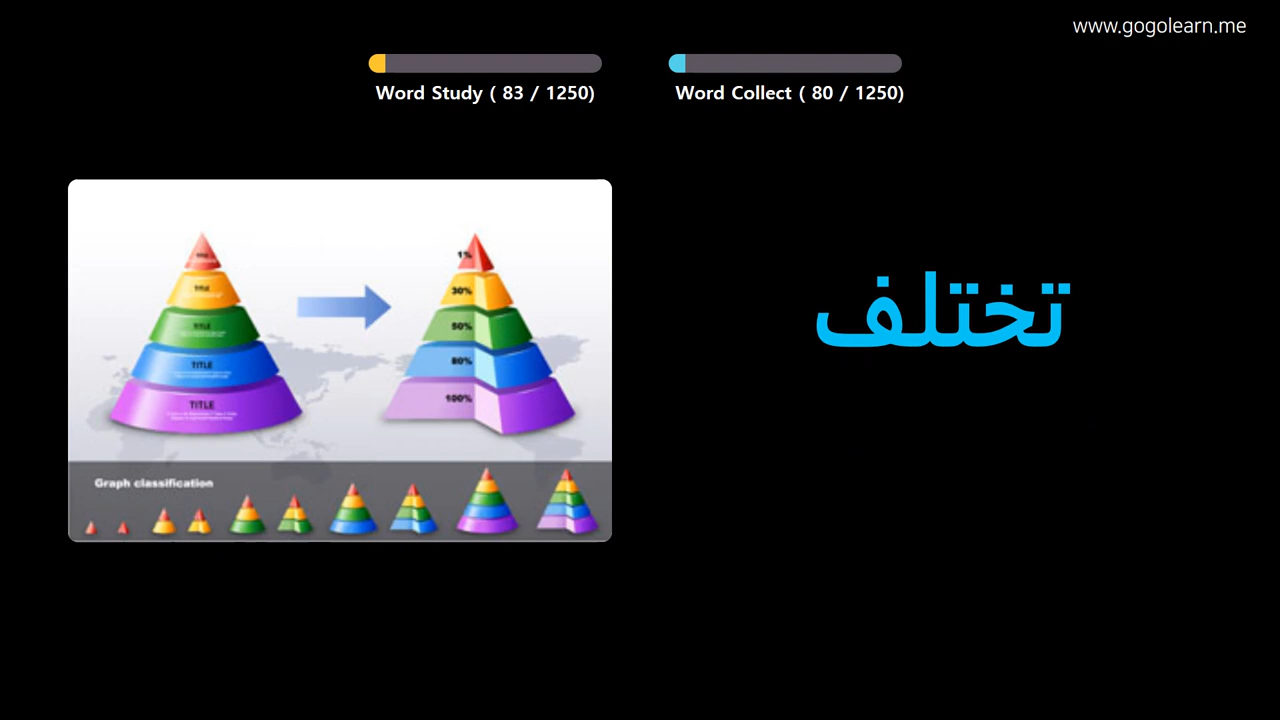 www.gogolearn.me
Word Study ( 83 / 1250)
Word Collect ( 80 / 1250)
TITLE
TITLE
TITLE
TITLE
1%
30%
50%
80%
100%
تختلف
Graph classification